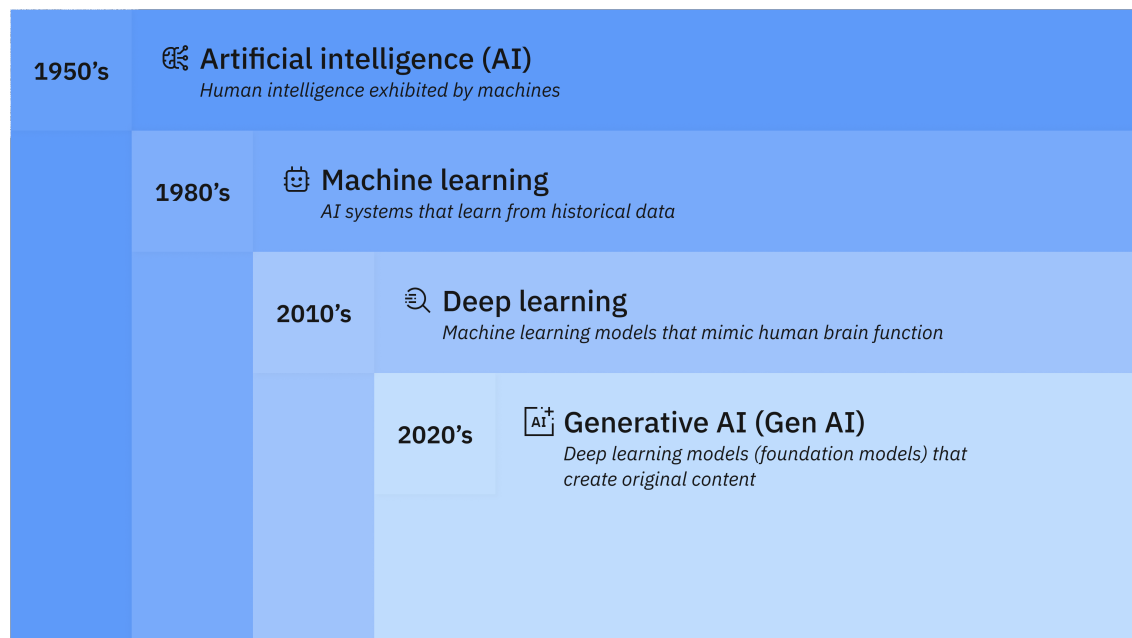 1950’s
Artificial intelligence (AI)
Human intelligence exhibited by machines
1980’s
Machine learning
AI systems that learn from historical data
2010’s
Deep learning
Machine learning models that mimic human brain function
2020’s
AI
Generative AI (Gen AI)
Deep learning models (foundation models) that
create original content